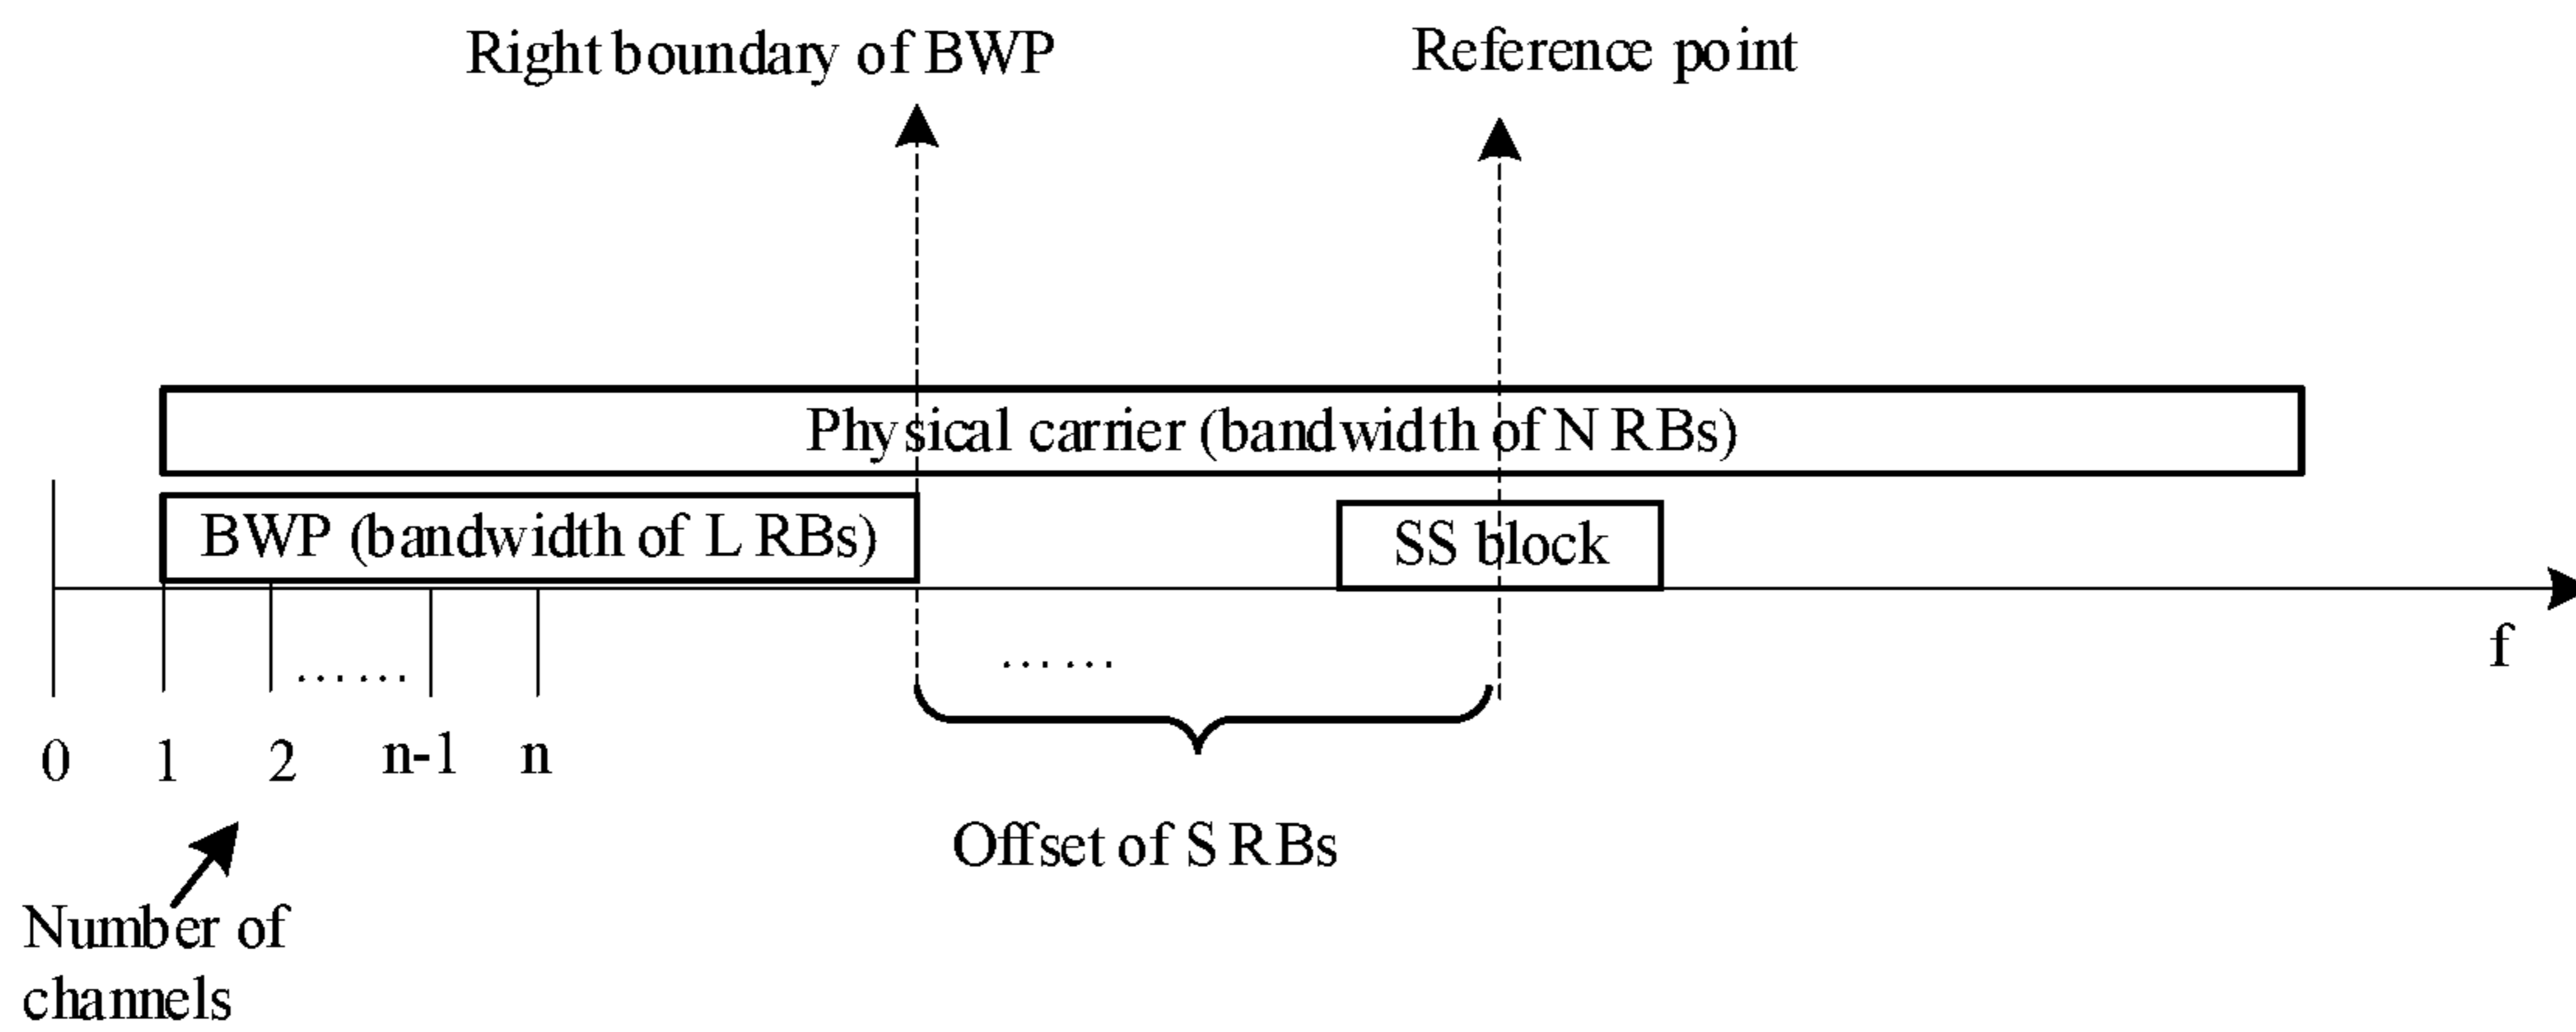 Right boundary of BWP
Reference point
Physical carrier (bandwidth of N RBs)
BWP (bandwidth of L RBs)
SS block
……
……
f
0 1 2 n-1 n
Offset of S RBs
Number of
channels